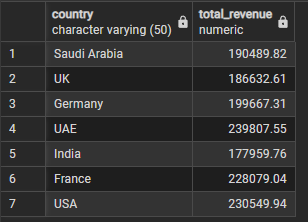 country total_revenue
character varying (50) numeric
1 Saudi Arabia 190489.82
2 UK 186632.61
3 Germany 199667.31
4 UAE 239807.55
5 India 177959.76
6 France 228079.04
7 USA 230549.94